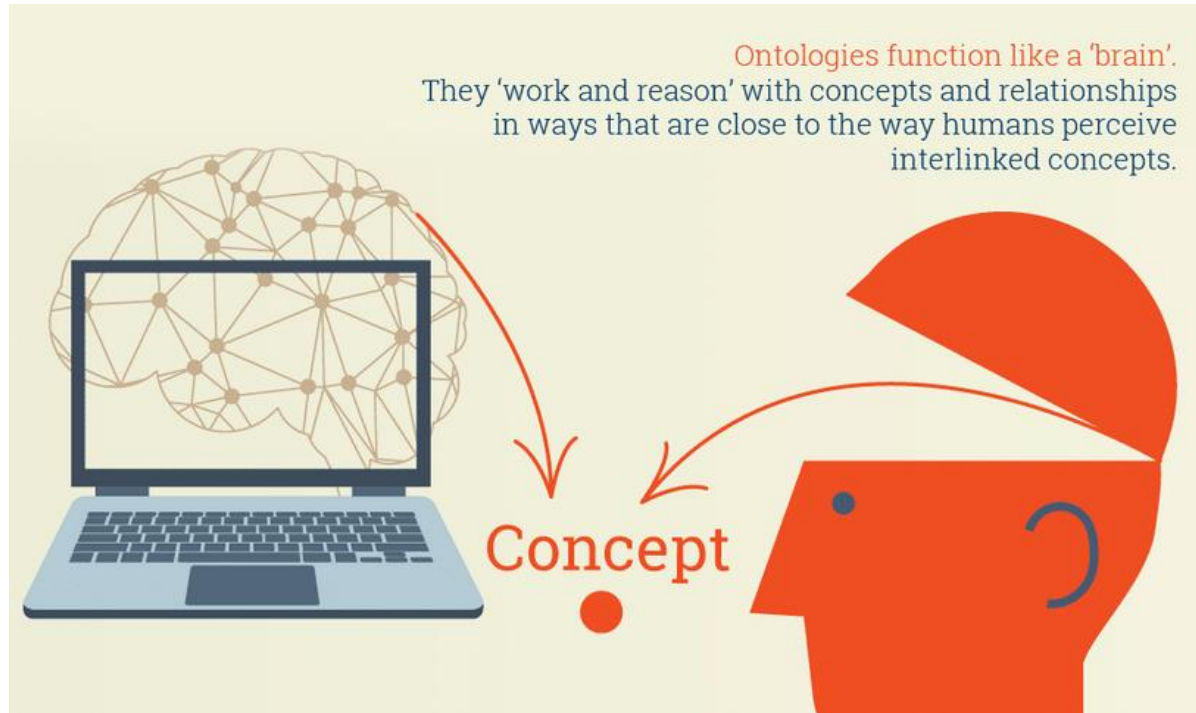 Ontologies function like a ‘brain’.
They ‘work and reason’ with concepts and relationships
in ways that are close to the way humans perceive
interlinked concepts.
Concept